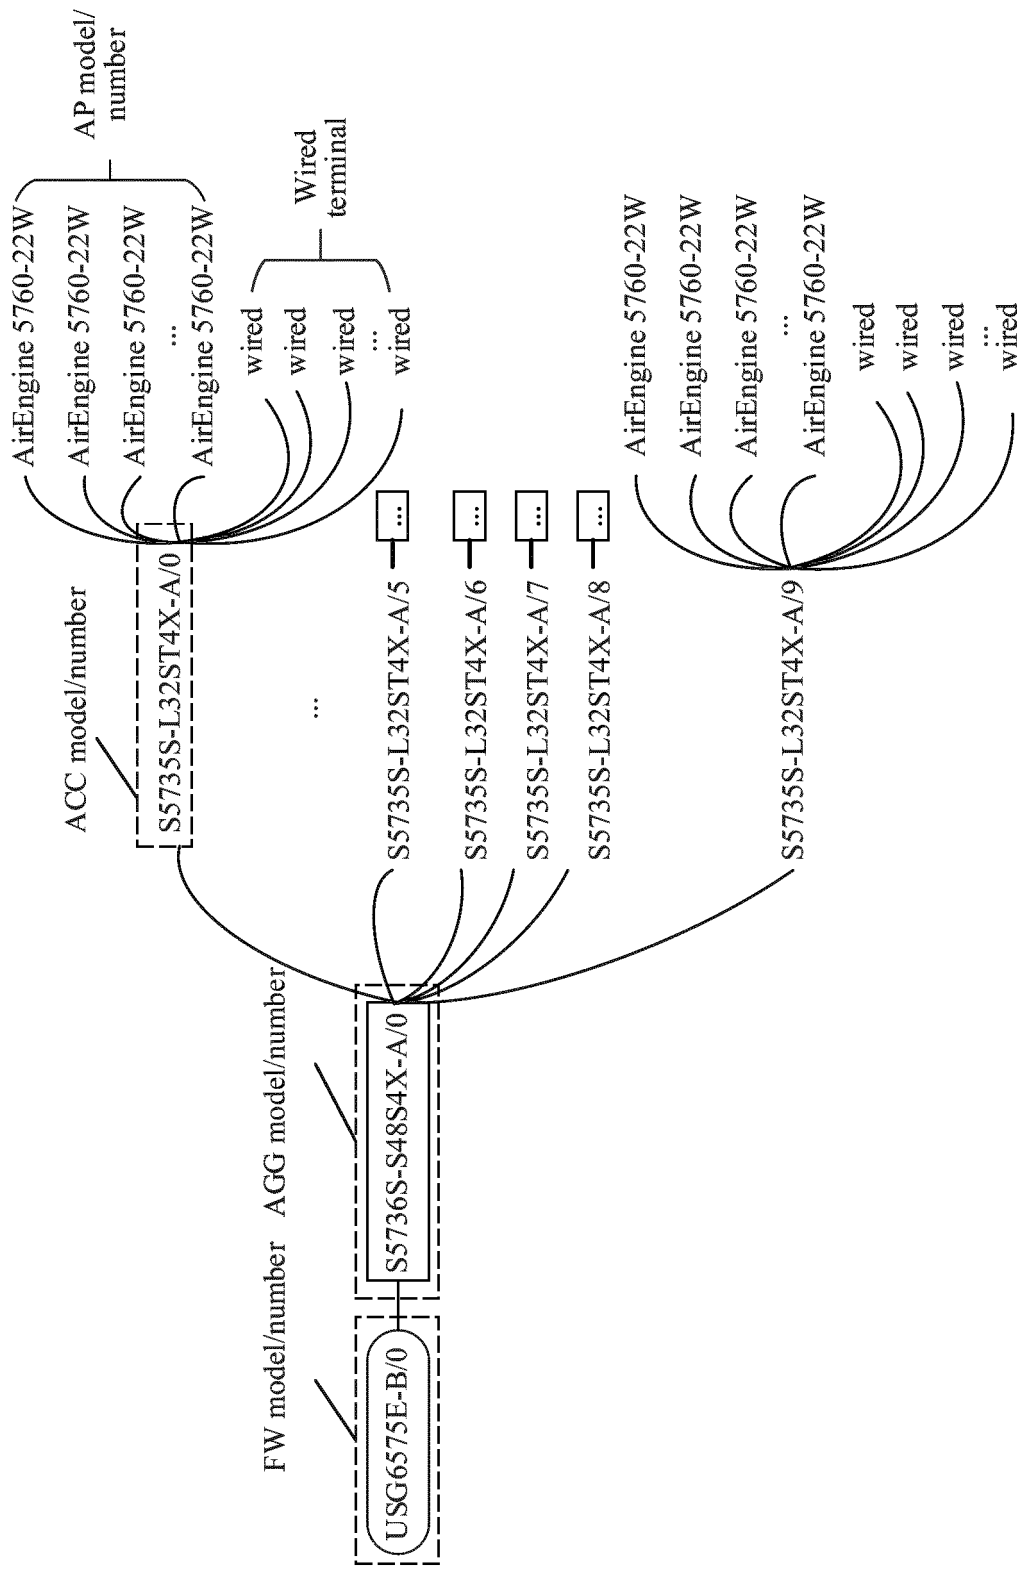 FW model/number
USG6575E-B/0
AGG model/number
S5736S-S48S4X-A/0
ACC model/number
S5735S-L32ST4X-A/0
...
S5735S-L32ST4X-A/5
...
S5735S-L32ST4X-A/6
...
S5735S-L32ST4X-A/7
...
S5735S-L32ST4X-A/8
...
S5735S-L32ST4X-A/9
AirEngine 5760-22W
AirEngine 5760-22W
AirEngine 5760-22W
...
AirEngine 5760-22W
AP model/
number
wired
wired
wired
...
wired
Wired
terminal
AirEngine 5760-22W
AirEngine 5760-22W
AirEngine 5760-22W
...
AirEngine 5760-22W
wired
wired
wired
...
wired